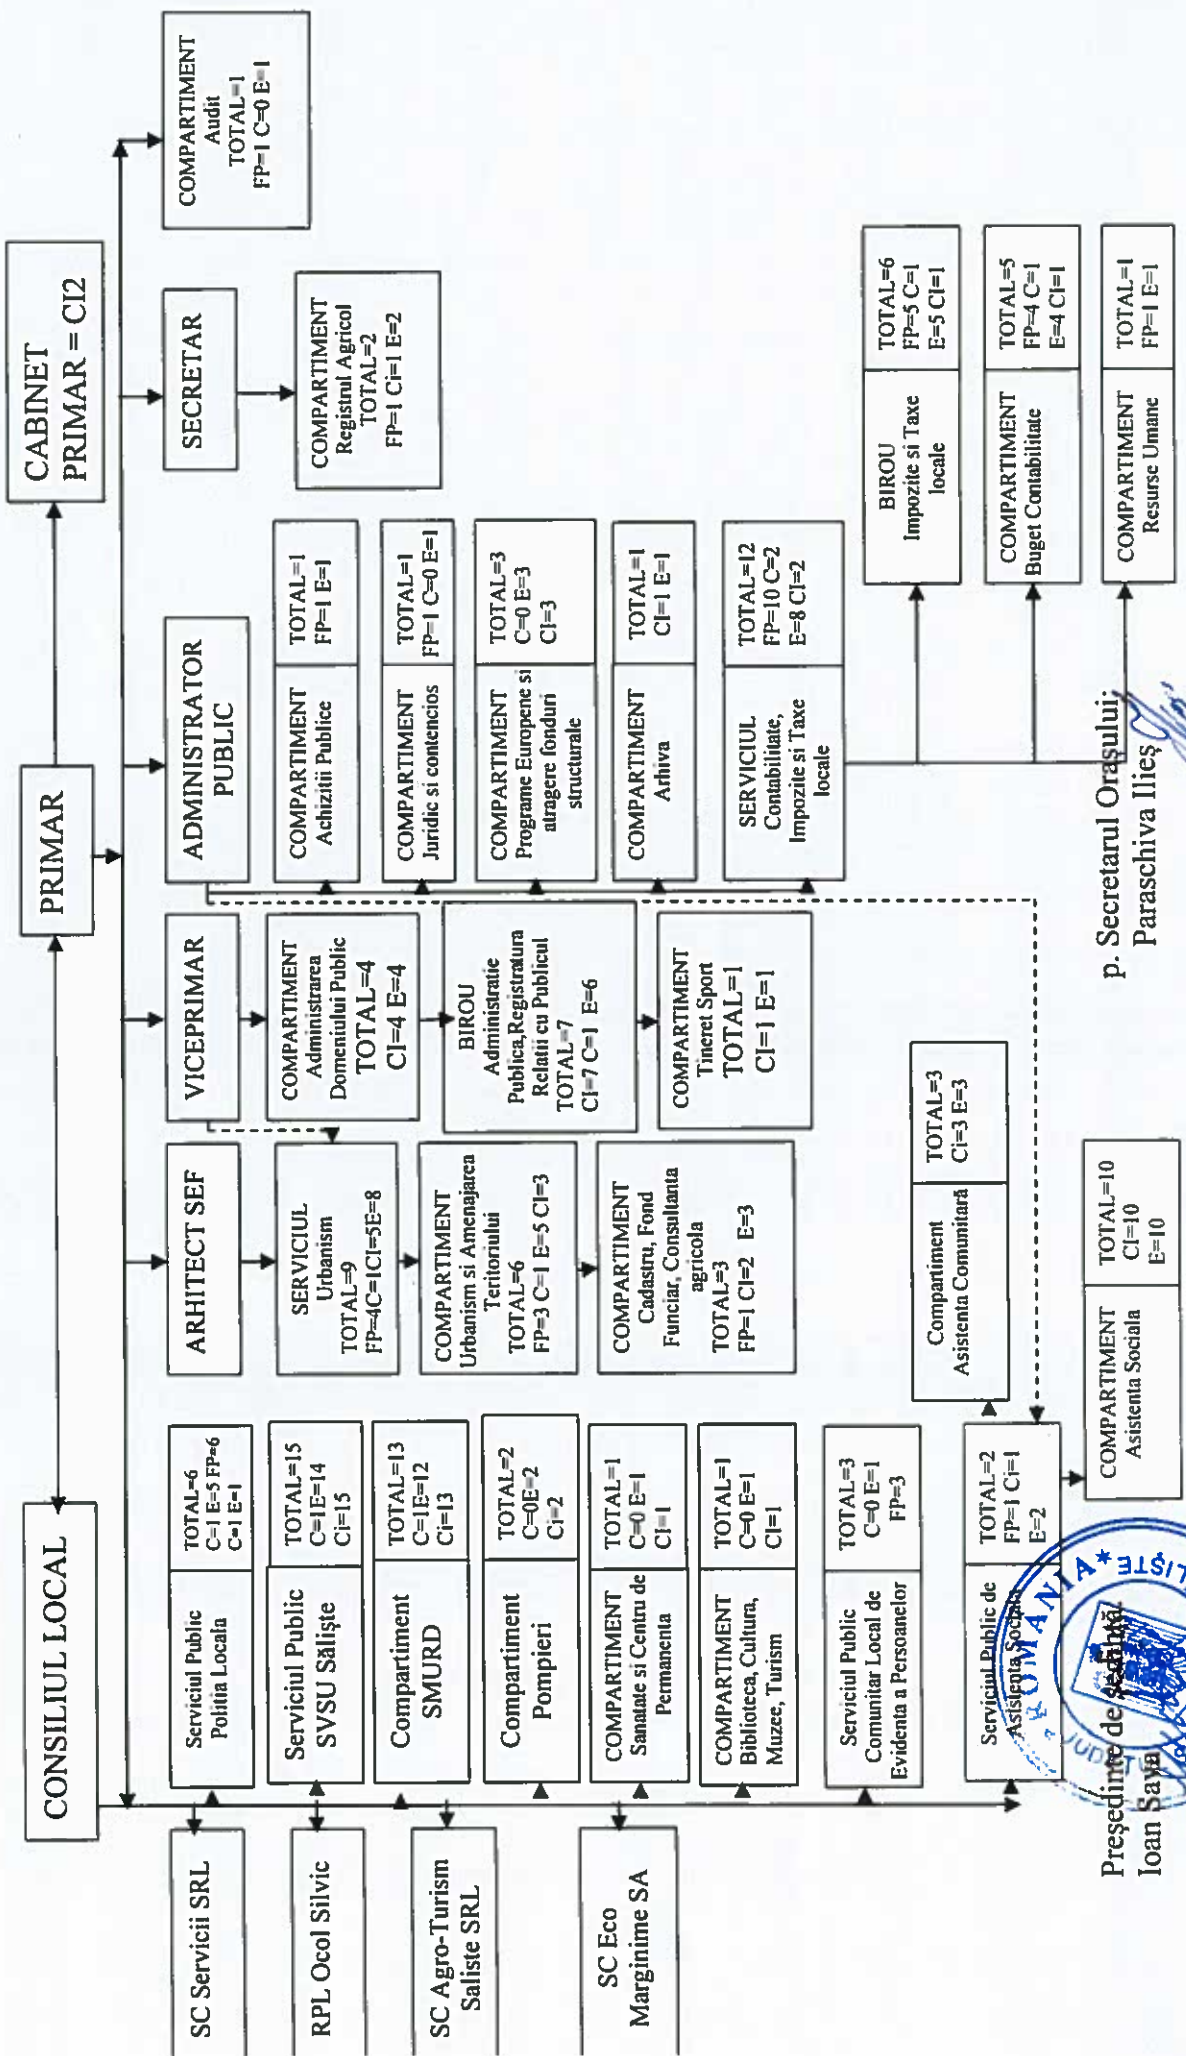 CONSILIUL LOCAL
PRIMAR
CABINET
PRIMAR = CI2
ARHITECT SEF
VICEPRIMAR
ADMINISTRATOR
PUBLIC
SECRETAR
COMPARTIMENT
Audit
TOTAL=1
FP=1 C=0 E=1
SC Servicii SRL
RPL Ocol Silvic
SC Agro-Turism
Saliste SRL
SC Eco
Marginime SA
Serviciul Public
Politia Locala
TOTAL=6
C=1 E=5 FP=6
C=1 E=1
Serviciul Public
SVSU Săliște
TOTAL=15
C=1E=14
Ci=15
Compartiment
SMURD
TOTAL=13
C=1E=12
Ci=13
Compartiment
Pompieri
TOTAL=2
C=0E=2
Ci=2
COMPARTIMENT
Sanatate si Centru de
Permanenta
TOTAL=1
C=0 E=1
CI=1
COMPARTIMENT
Biblioteca, Cultura,
Muzee, Turism
TOTAL=1
C=0 E=1
CI=1
Serviciul Public
Comunitar Local de
Evidenta a Persoanelor
TOTAL=3
C=0 E=1
FP=3
Serviciul Public de
Asistenta Sociala
TOTAL=2
FP=1 Ci=1
E=2
Compartiment
Asistenta Comunitară
TOTAL=3
Ci=3 E=3
COMPARTIMENT
Asistenta Sociala
TOTAL=10
CI=10
E=10
SERVICIUL
Urbanism
TOTAL=9
FP=4C=1CI=5E=8
COMPARTIMENT
Urbanism si Amenajarea
Teritoriului
TOTAL=6
FP=3 C=1 E=5 CI=3
COMPARTIMENT
Cadastru, Fond
Funciar, Consultanta
agricola
TOTAL=3
FP=1 CI=2 E=3
COMPARTIMENT
Administrarea
Domeniului Public
TOTAL=4
CI=4 E=4
BIROU
Administratie
Publica,Registratura
Relatii cu Publicul
TOTAL=7
CI=7 C=1 E=6
COMPARTIMENT
Tineret Sport
TOTAL=1
CI=1 E=1
COMPARTIMENT
Achizitii Publice
TOTAL=1
FP=1 E=1
COMPARTIMENT
Juridic si contencios
TOTAL=1
FP=1 C=0 E=1
COMPARTIMENT
Programe Europene si
atragere fonduri
structurale
TOTAL=3
C=0 E=3
CI=3
COMPARTIMENT
Arhiva
TOTAL=1
CI=1 E=1
SERVICIUL
Contabilitate,
Impozite si Taxe
locale
TOTAL=12
FP=10 C=2
E=8 CI=2
COMPARTIMENT
Registrul Agricol
TOTAL=2
FP=1 Ci=1 E=2
BIROU
Impozite si Taxe
locale
TOTAL=6
FP=5 C=1
E=5 CI=1
COMPARTIMENT
Buget Contabilitate
TOTAL=5
FP=4 C=1
E=4 CI=1
COMPARTIMENT
Resurse Umane
TOTAL=1
FP=1 E=1
Președinte de ședință
Ioan Sava
ROMÂNIA*
p. Secretarul Orașului,
Paraschiva Ilieș